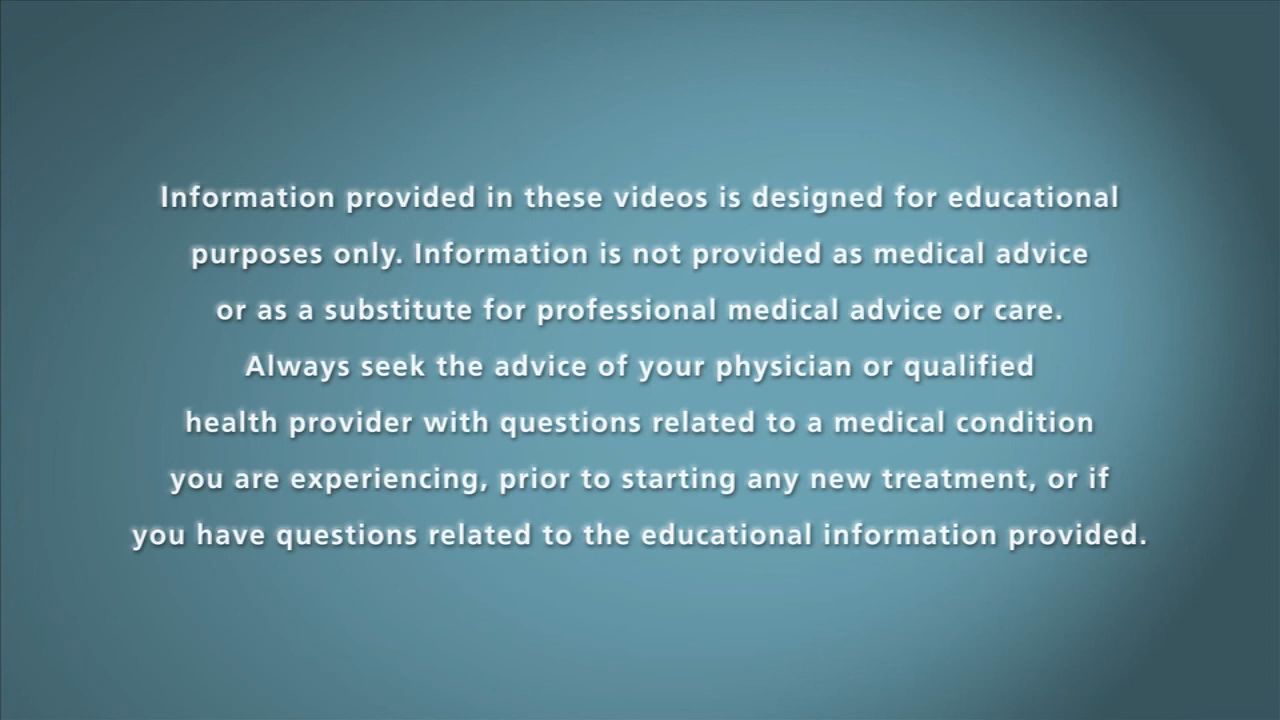 Information provided in these videos is designed for educational
purposes only. Information is not provided as medical advice
or as a substitute for professional medical advice or care.
Always seek the advice of your physician or qualified
health provider with questions related to a medical condition
you are experiencing, prior to starting any new treatment, or if
you have questions related to the educational information provided.